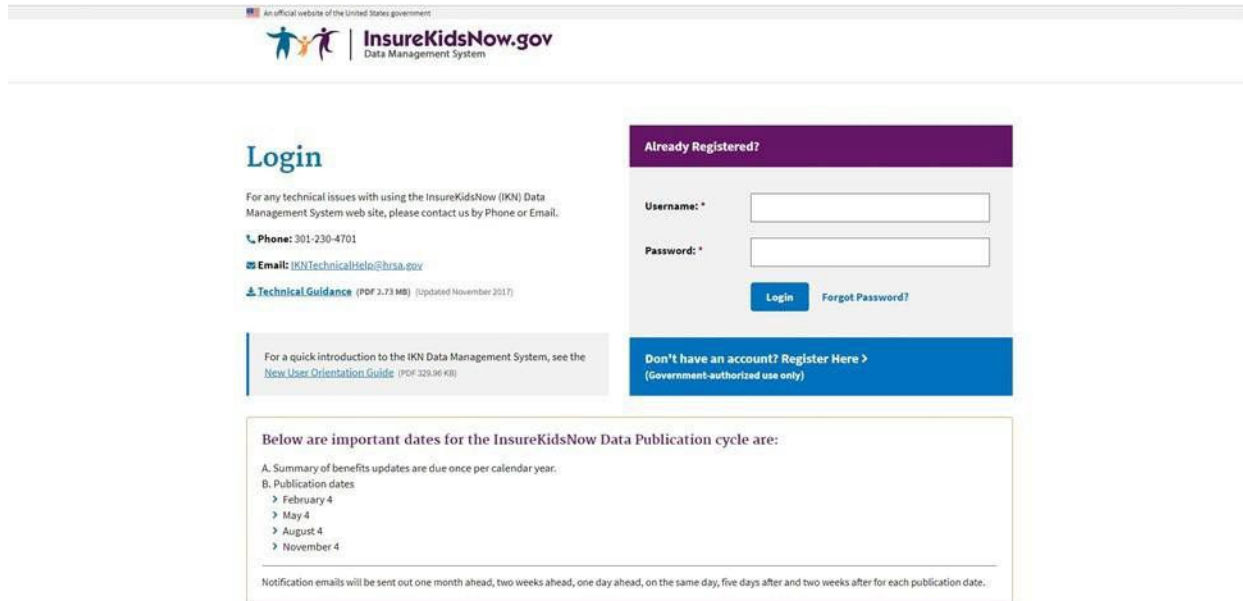 An official website of the United States government
InsureKidsNow.gov
Data Management System
Login
For any technical issues with using the InsureKidsNow (IKN) Data
Management System web site, please contact us by Phone or Email.
Phone: 301-230-4701
Email: IKNTechnicalHelp@hrsa.gov
Technical Guidance (PDF 2.73 MB) (Updated November 2017)
For a quick introduction to the IKN Data Management System, see the
New User Orientation Guide (PDF 329.96 KB)
Already Registered?
Username: *
Password: *
Login Forgot Password?
Don't have an account? Register Here >
(Government-authorized use only)
Below are important dates for the InsureKidsNow Data Publication cycle are:
A. Summary of benefits updates are due once per calendar year.
B. Publication dates
> February 4
> May 4
> August 4
> November 4
Notification emails will be sent out one month ahead, two weeks ahead, one day ahead, on the same day, five days after and two weeks after for each publication date.